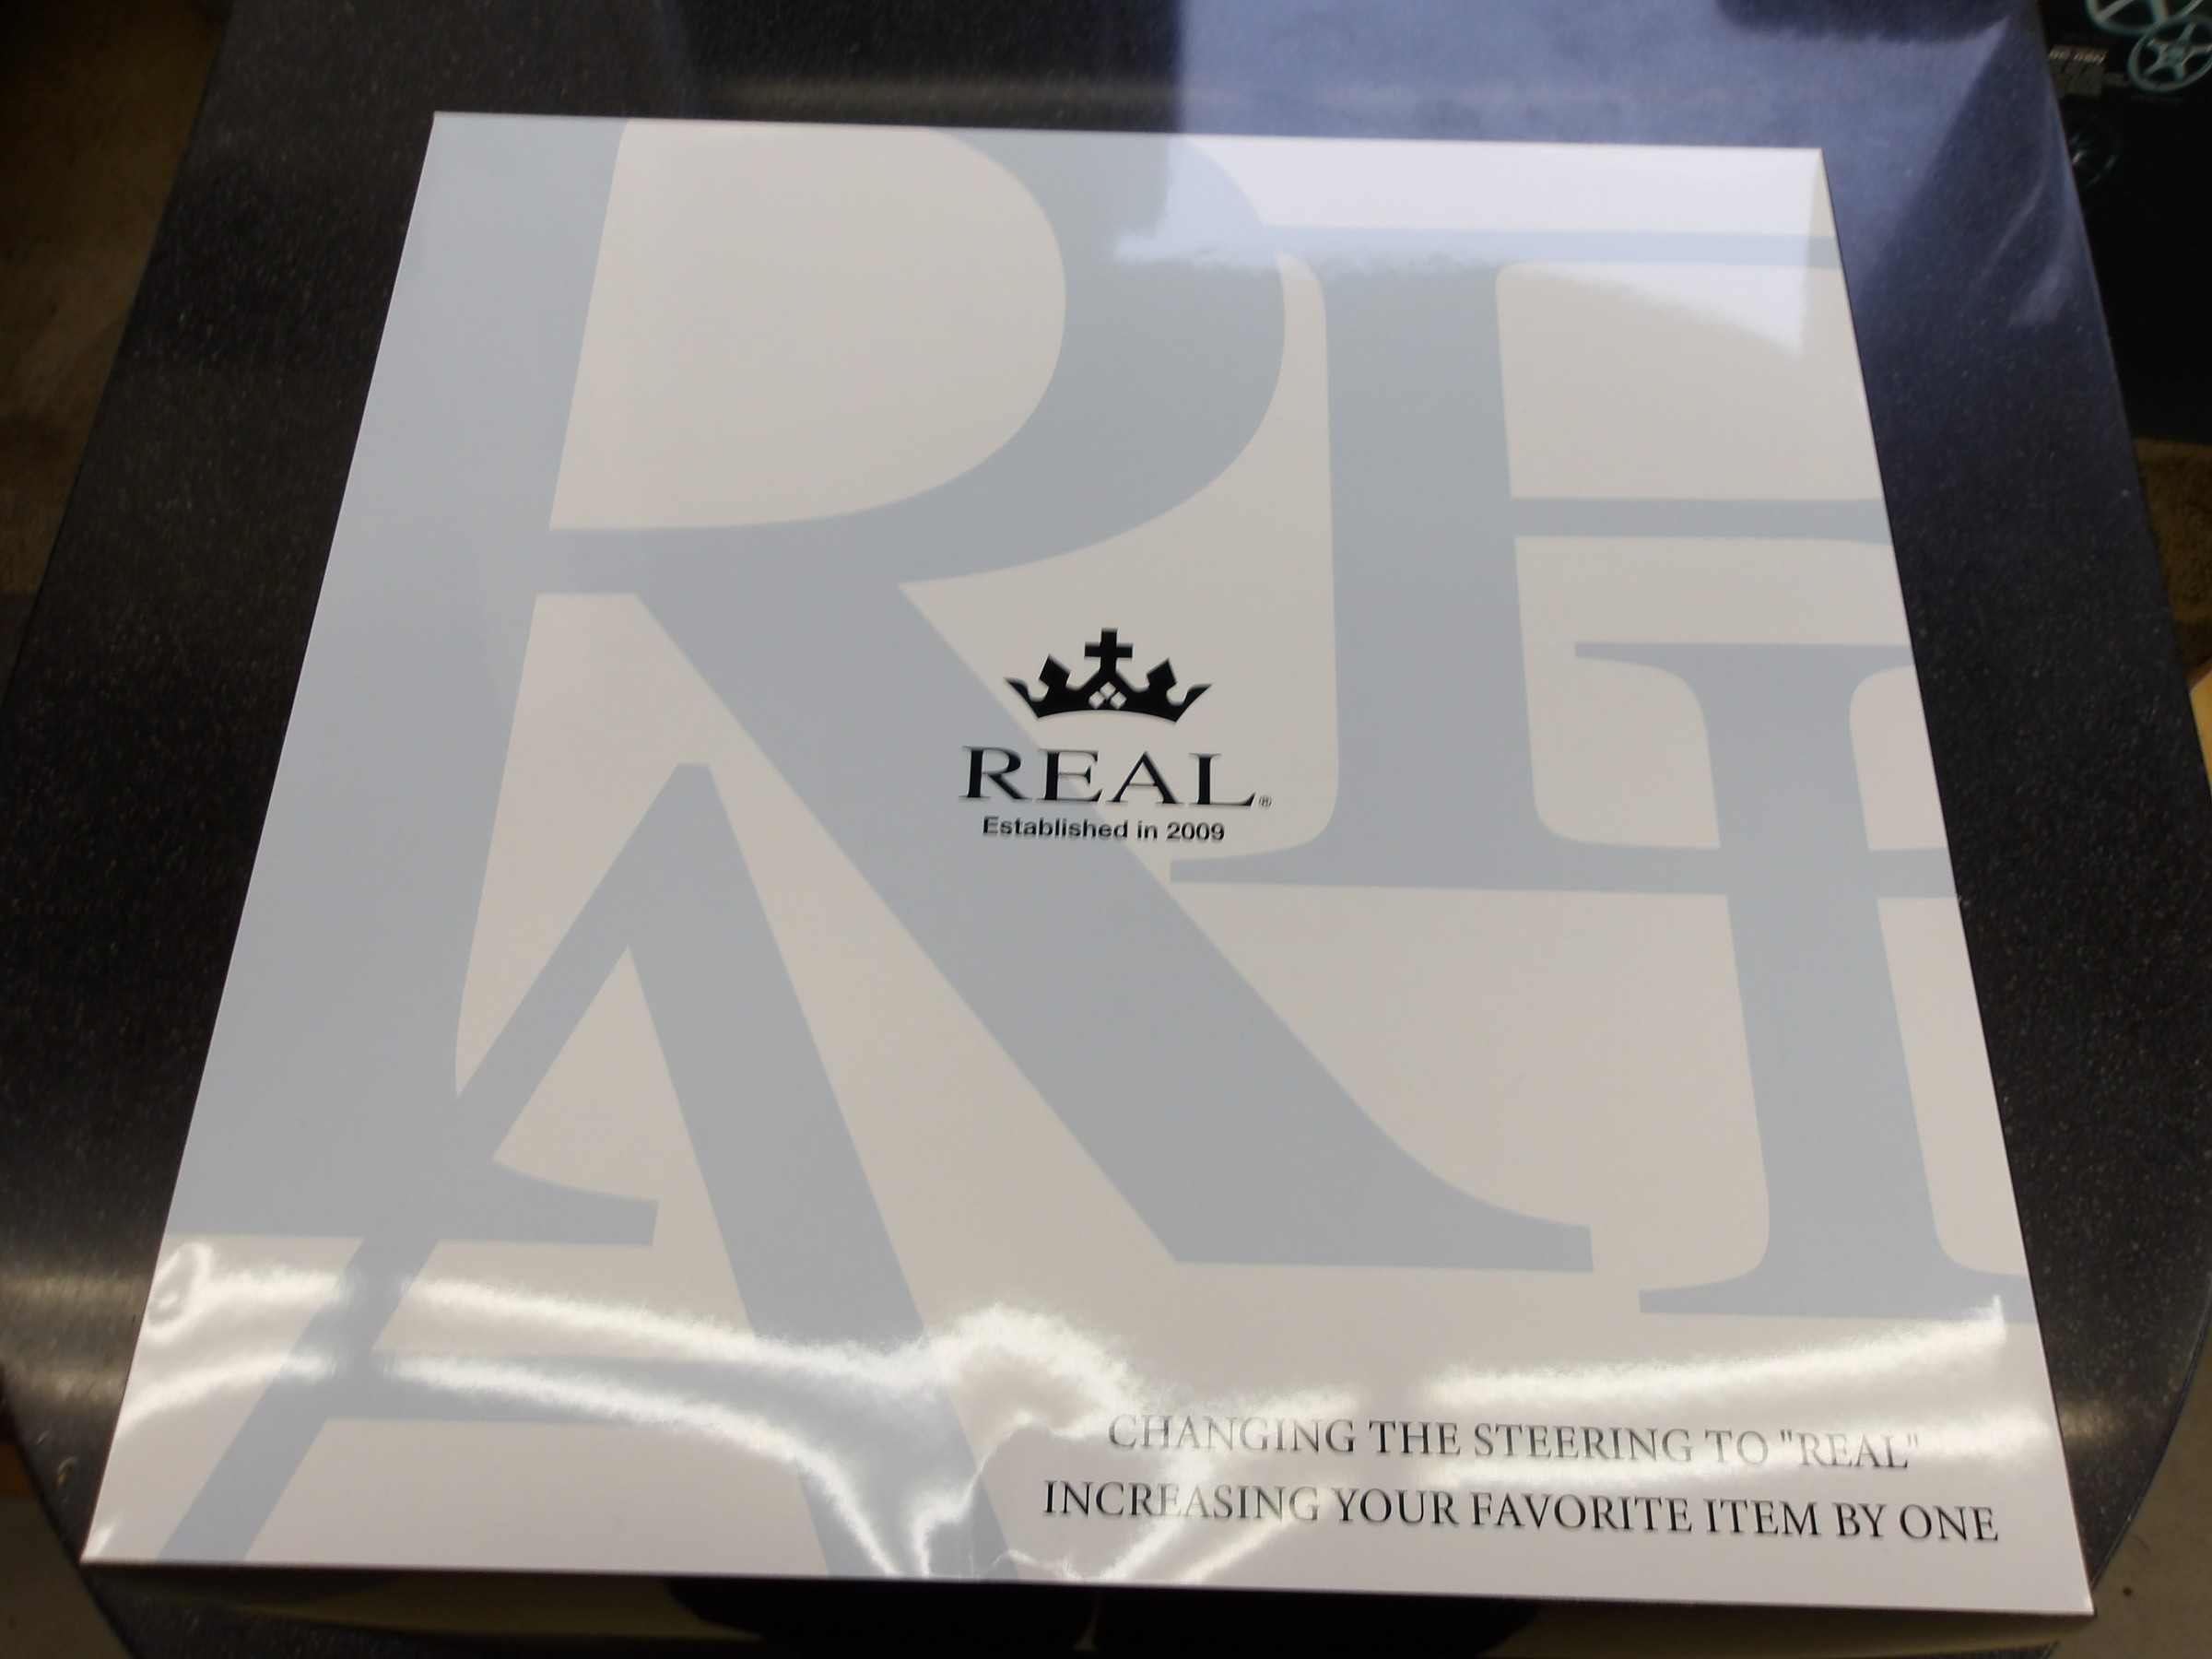 REAL®
Established in 2009
CHANGING THE STEERING TO "REAL"
INCREASING YOUR FAVORITE ITEM BY ONE